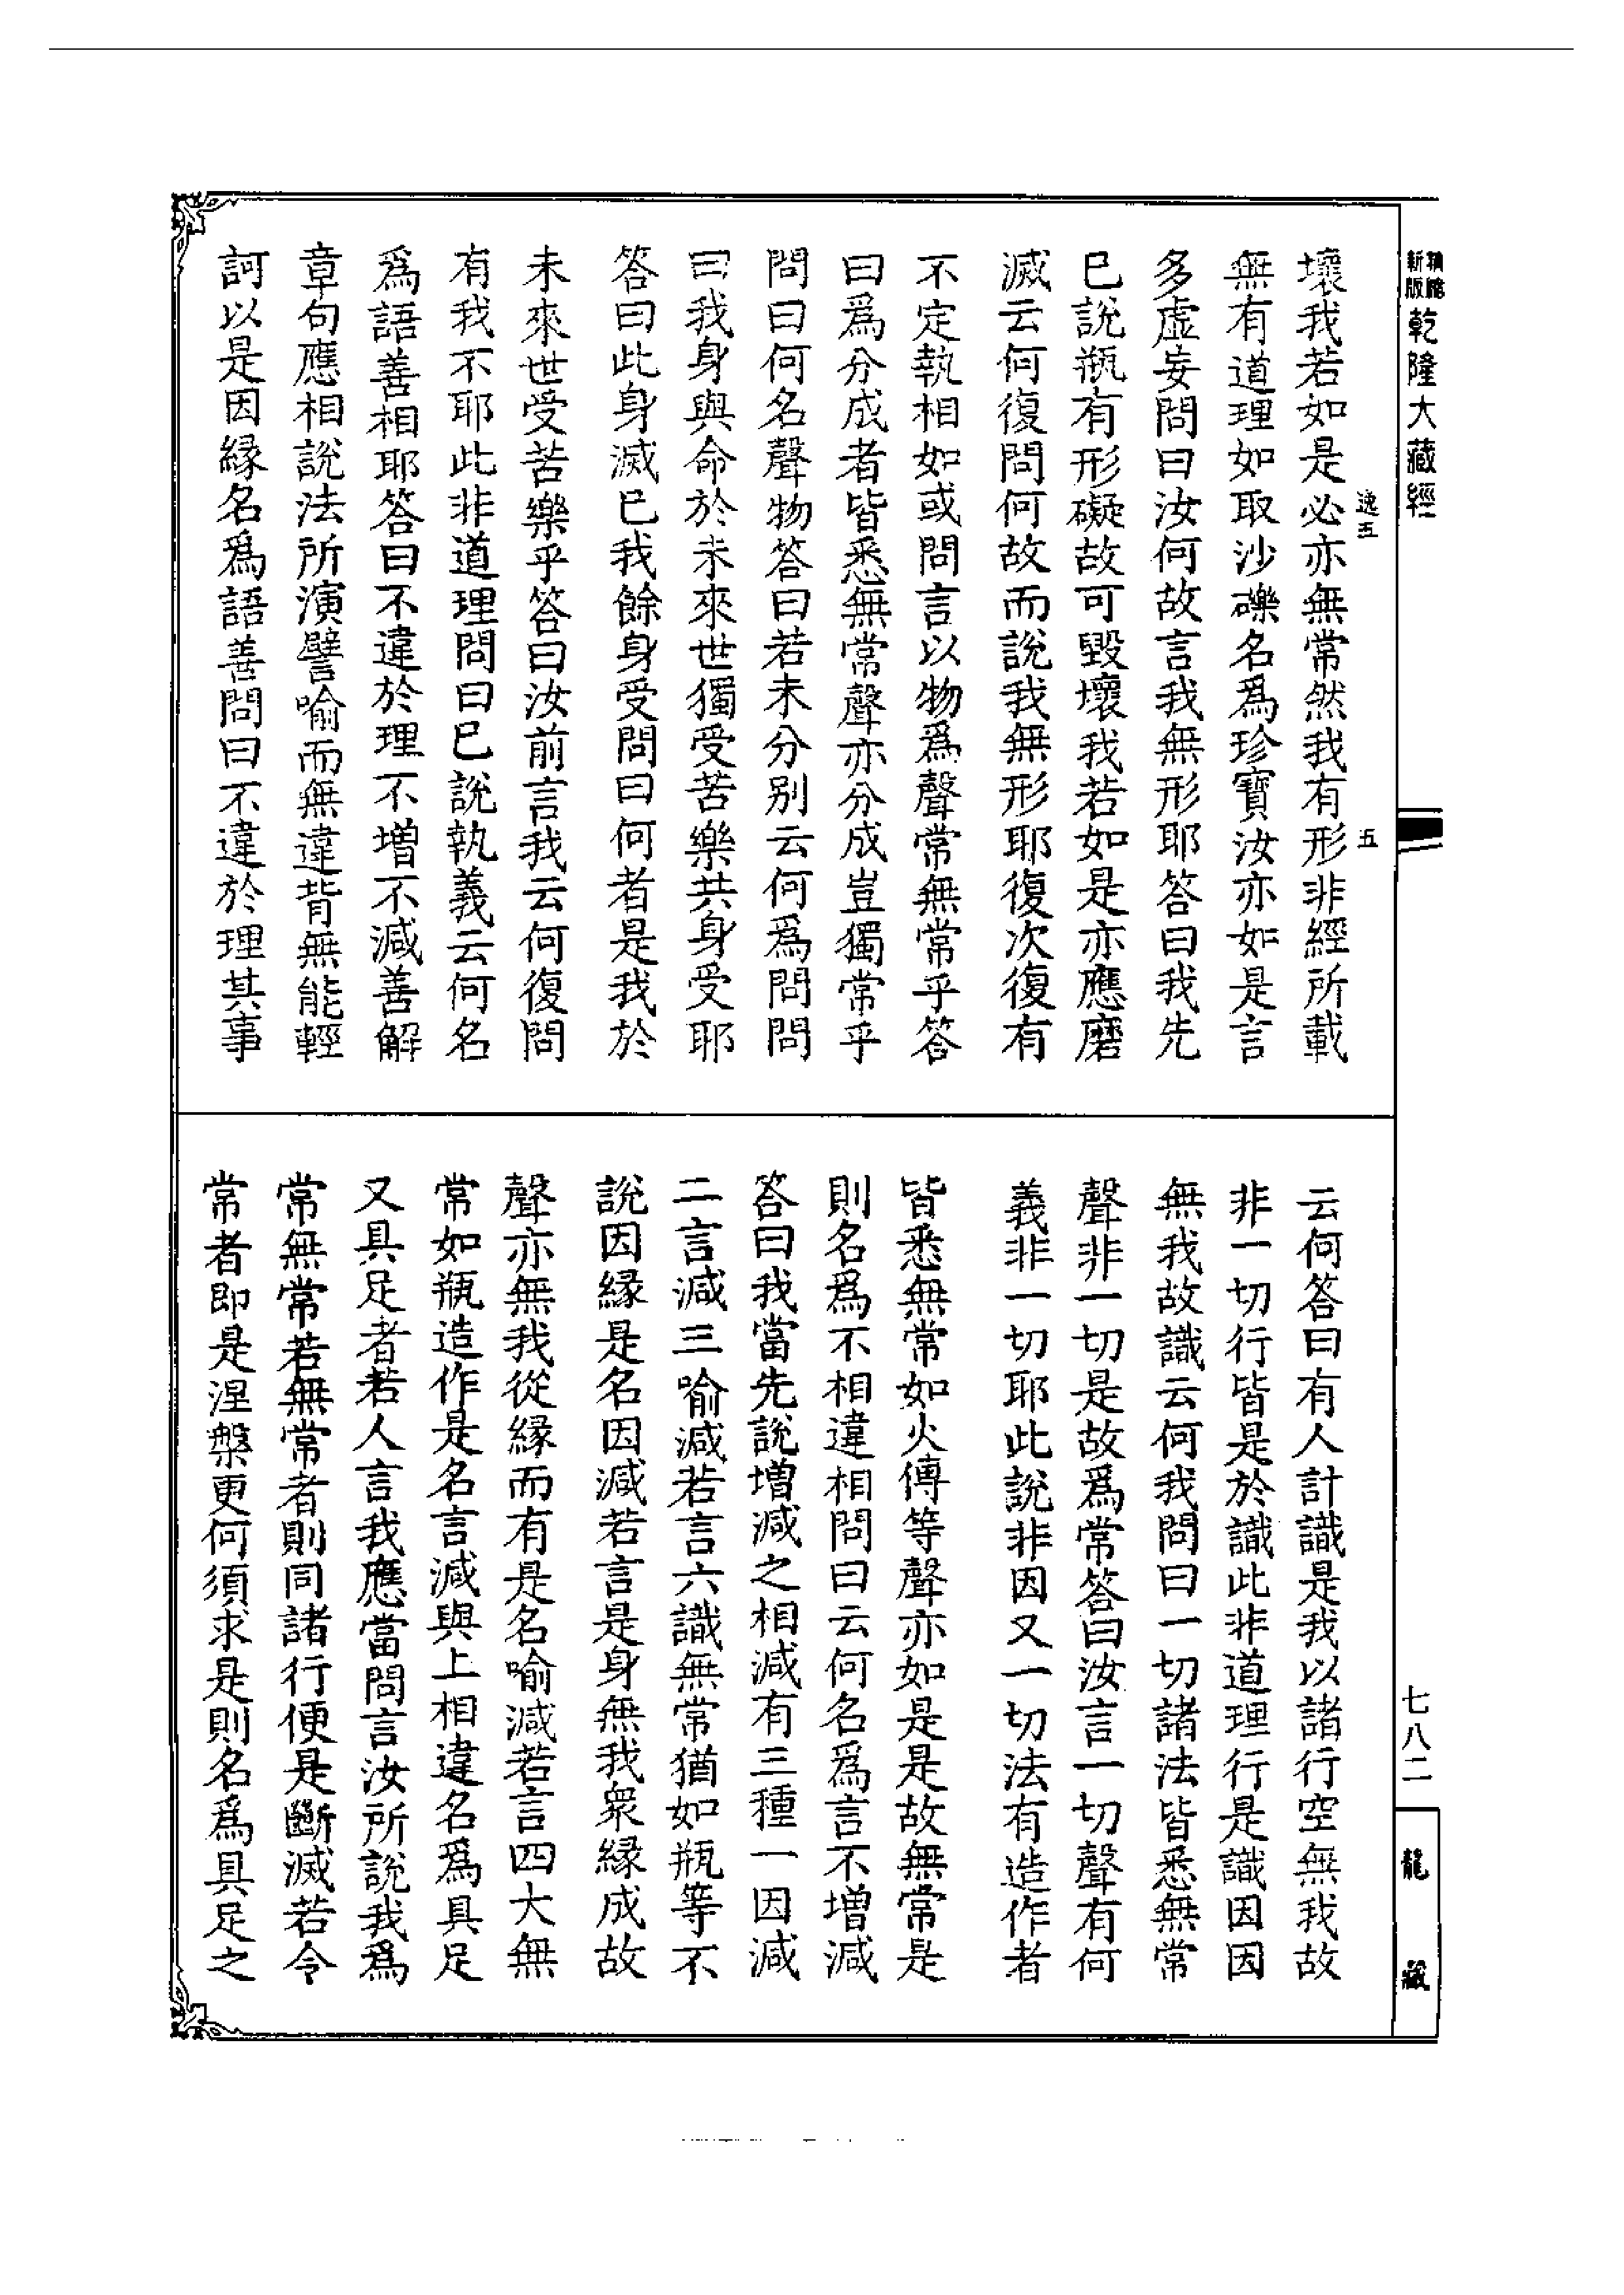 新版
乾隆大藏經
逸五
五
壞我若如是必亦無常然我有形非經所載
無有道理如取沙礫名爲珍寶汝亦如是言
多虛妄問曰汝何故言我無形耶答曰我先
已說瓶有形礙故可毀壞我若如是亦應磨
滅云何復問何故而說我無形耶復次復有
不定執相如或問言以物爲聲常無常乎答
曰爲分成者皆悉無常聲亦分成豈獨常乎
問曰何名聲物答曰若未分別云何爲問問
曰我身與命於未來世獨受苦樂共身受耶
答曰此身滅已我餘身受問曰何者是我於
未來世受苦樂乎答曰汝前言我云何復問
有我不耶此非道理問曰已說執義云何名
爲語善相耶答曰不違於理不增不減善解
章句應相說法所演譬喻而無違背無能輕
訶以是因緣名爲語善問曰不違於理其事
云何答曰有人計識是我以諸行空無我故
非一切行皆是於識此非道理行是識因因
無我故識云何我問曰一切諸法皆悉無常
聲非一切是故爲常答曰汝言一切聲有何
義非一切耶此說非因又一切法有造作者
皆悉無常如火傳等聲亦如是是故無常是
則名爲不相違相問曰云何名爲言不增減
答曰我當先說增減之相減有三種一因減
二言減三喻減若言六識無常猶如瓶等不
說因緣是名因減若言是身無我衆緣成故
聲亦無我從緣而有是名喻減若言四大無
常如瓶造作是名言減與上相違名爲具足
又具足者若人言我應當問言汝所說我爲
常無常若無常者則同諸行便是斷滅若令
常者即是涅槃更何須求是則名爲具足之
七八二
龍藏